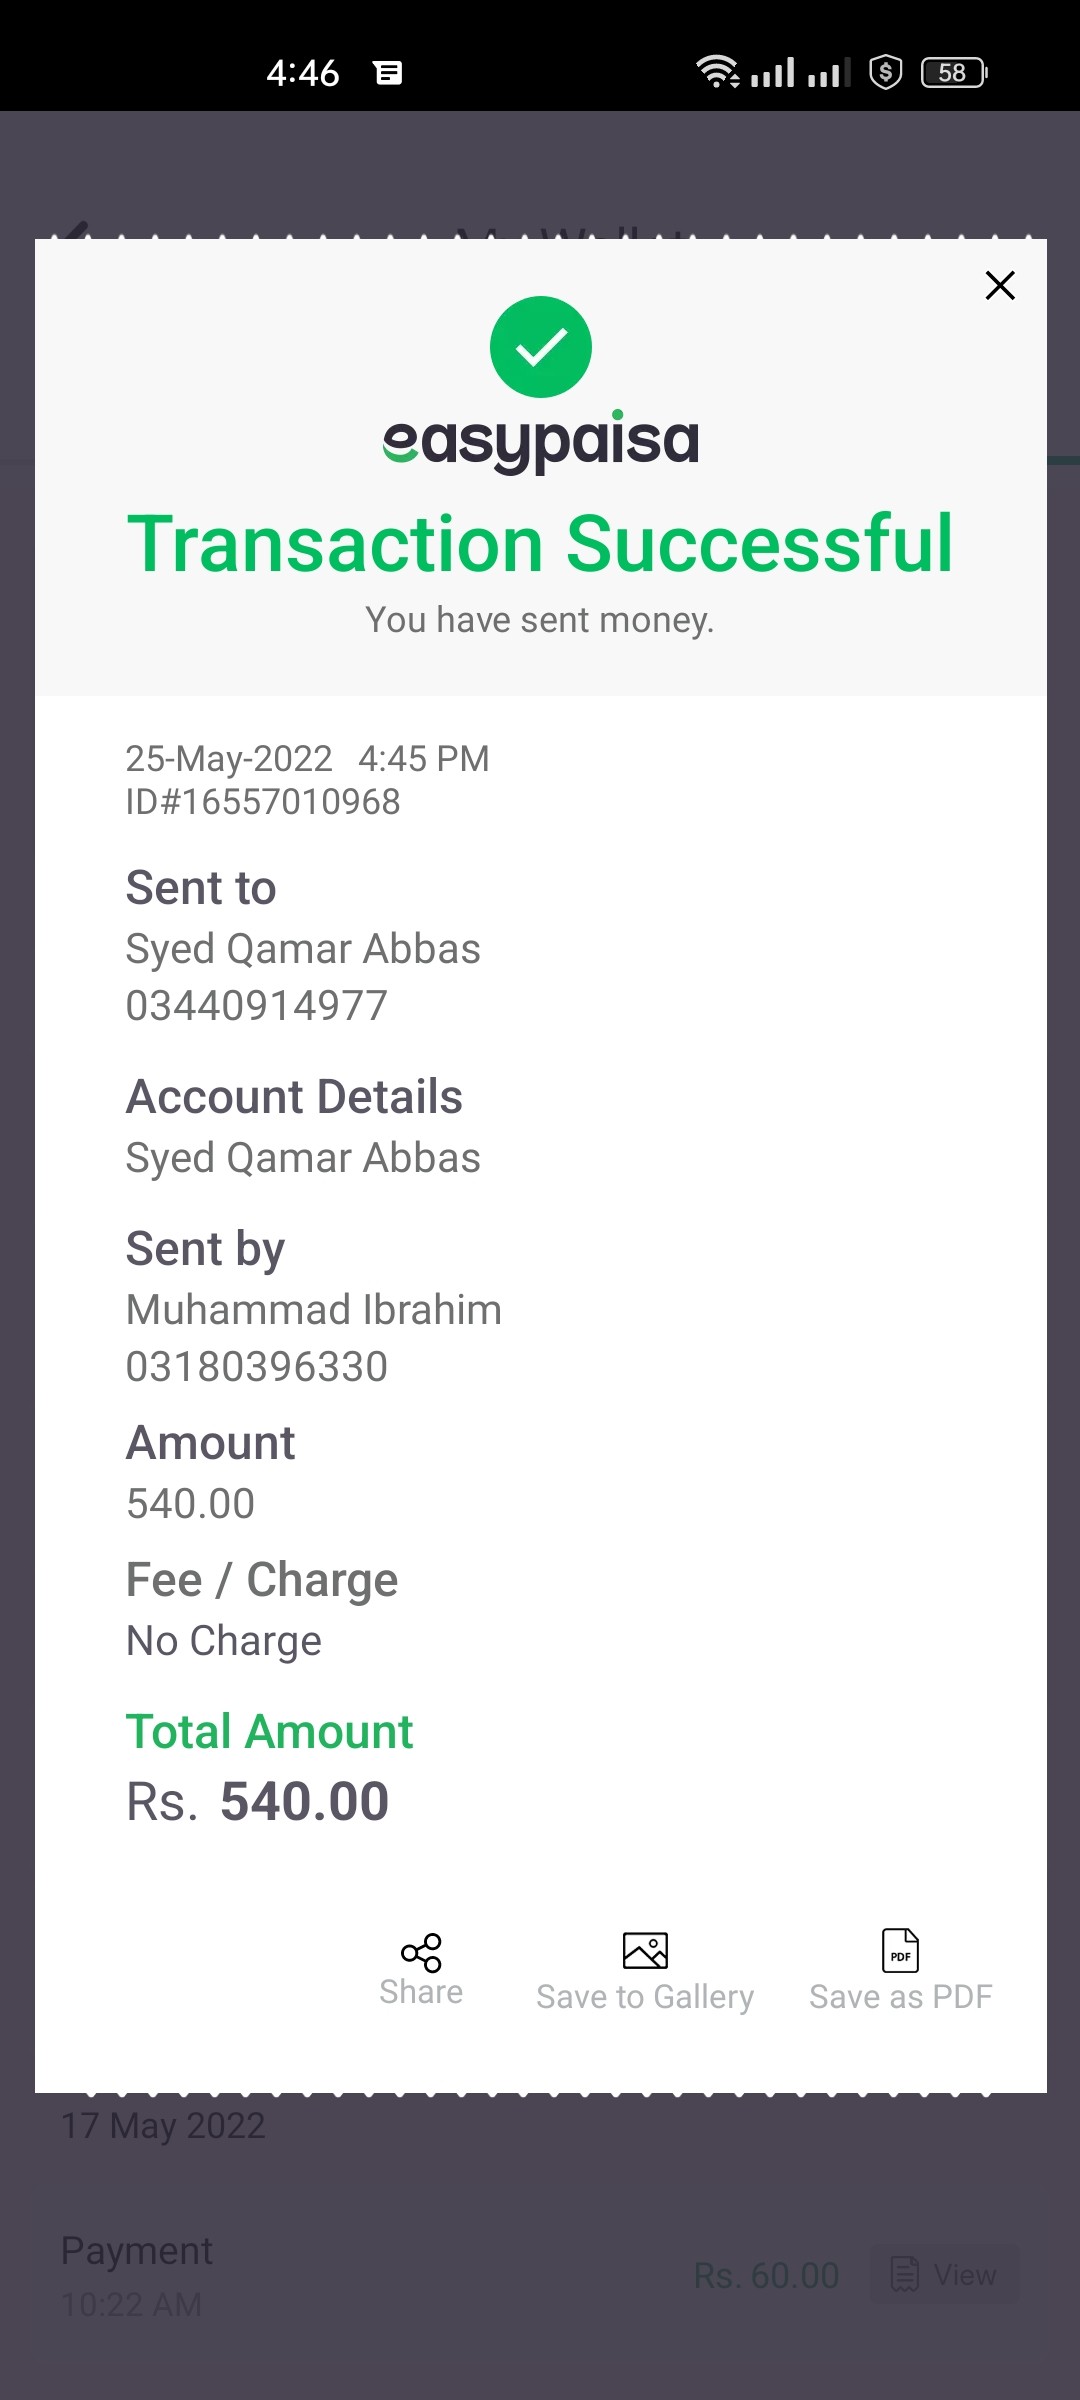 4:46
58
easypaisa
Transaction Successful
You have sent money.
25-May-2022 4:45 PM
ID#16557010968
Sent to
Syed Qamar Abbas
03440914977
Account Details
Syed Qamar Abbas
Sent by
Muhammad Ibrahim
03180396330
Amount
540.00
Fee / Charge
No Charge
Total Amount
Rs. 540.00
Share
Save to Gallery
PDF
Save as PDF
17 May 2022
Payment
Rs. 60.00
View
10:22 AM